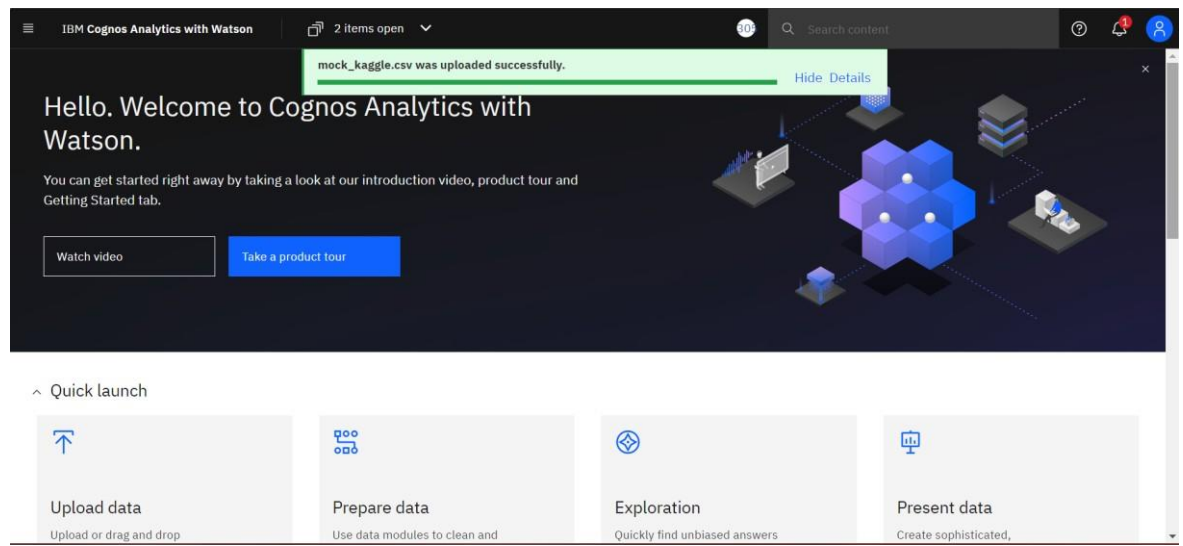 IBM Cognos Analytics with Watson
2 items open
305
Search content
1
mock_kaggle.csv was uploaded successfully.
Hide Details
Hello. Welcome to Cognos Analytics with
Watson.
You can get started right away by taking a look at our introduction video, product tour and
Getting Started tab.
Watch video
Take a product tour
Quick launch
Upload data
Upload or drag and drop
Prepare data
Use data modules to clean and
Exploration
Quickly find unbiased answers
Present data
Create sophisticated,